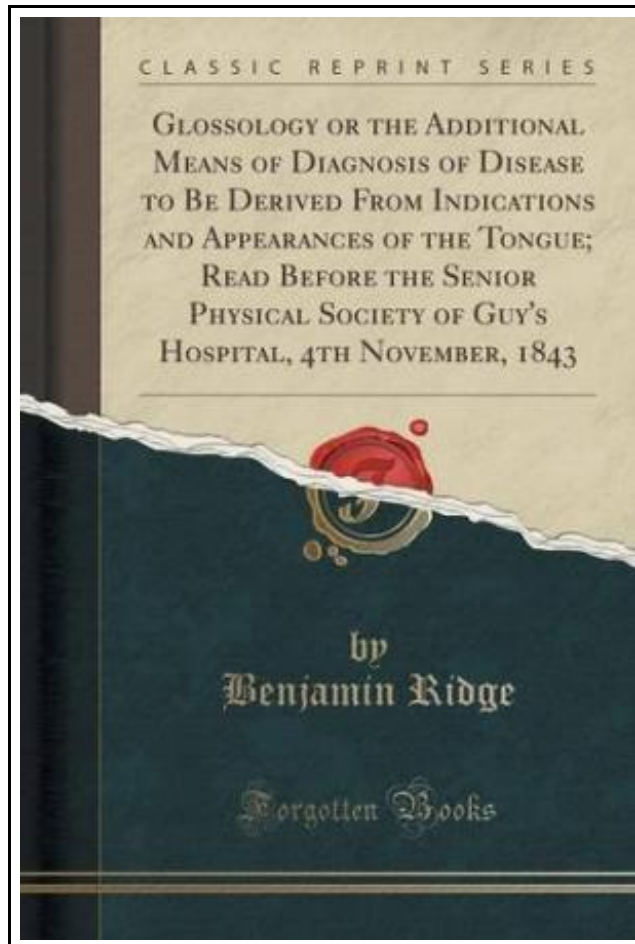 CLASSIC REPRINT SERIES
GLOSSOLOGY OR THE ADDITIONAL
MEANS OF DIAGNOSIS OF DISEASE
TO BE DERIVED FROM INDICATIONS
AND APPEARANCES OF THE TONGUE;
READ BEFORE THE SENIOR
PHYSICAL SOCIETY OF GUY'S
HOSPITAL, 4TH NOVEMBER, 1843
by
Benjamin Ridge
Forgotten Books